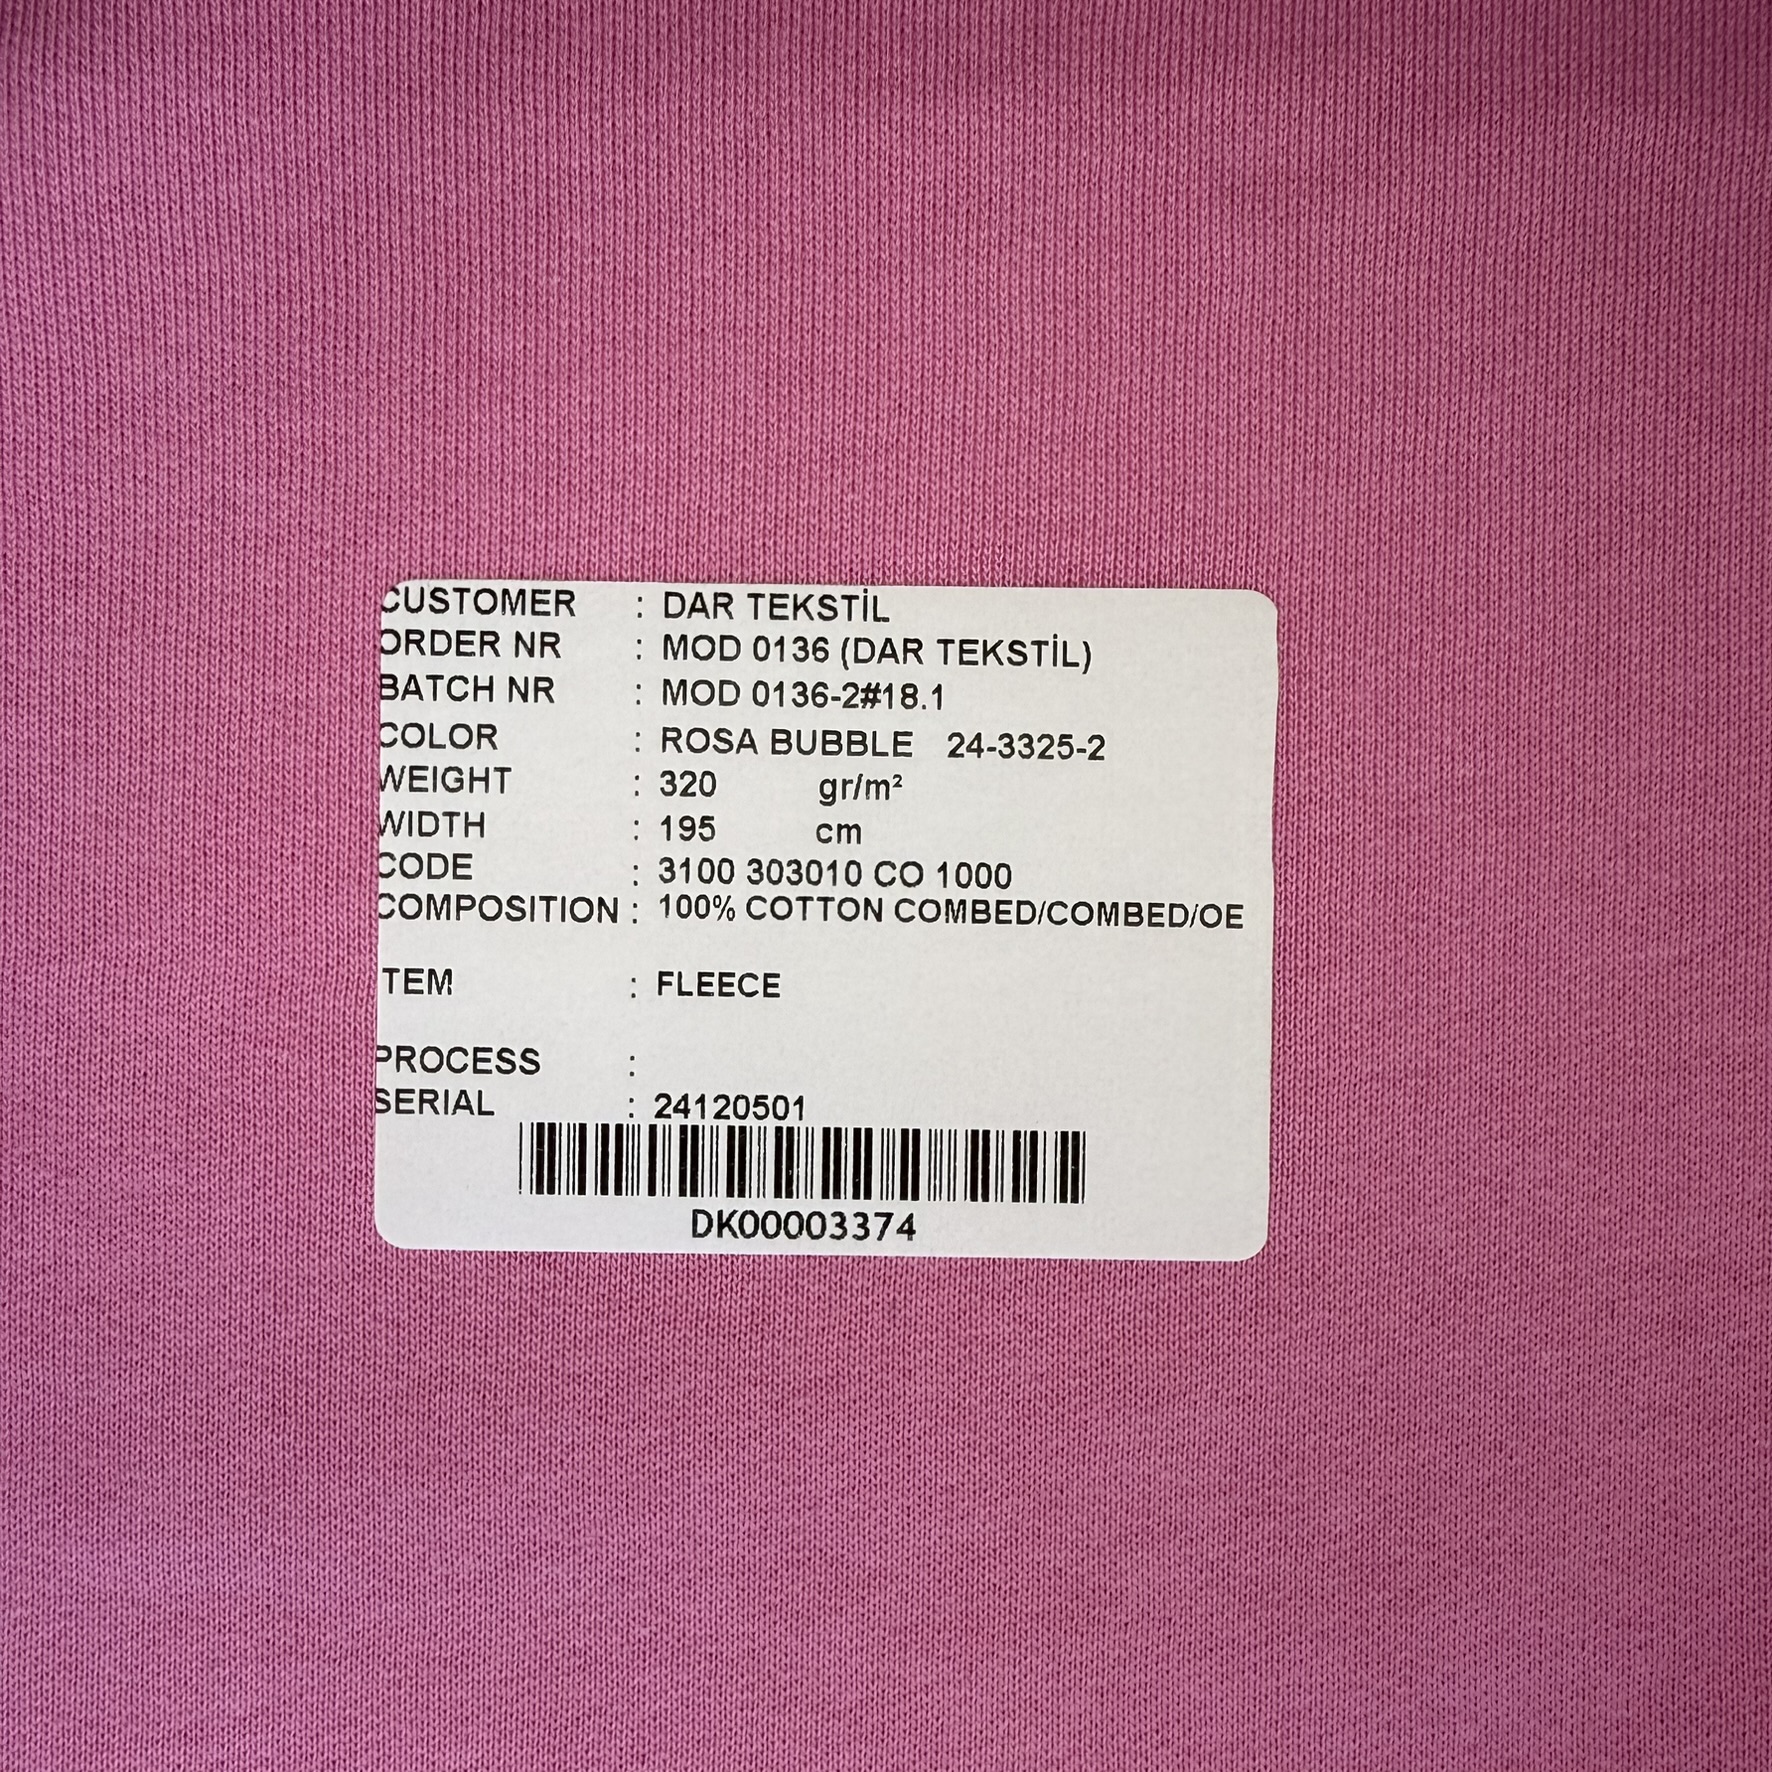 CUSTOMER : DAR TEKSTİL
ORDER NR : MOD 0136 (DAR TEKSTİL)
BATCH NR : MOD 0136-2#18.1
COLOR : ROSA BUBBLE 24-3325-2
WEIGHT : 320 gr/m²
WIDTH : 195 cm
CODE : 3100 303010 CO 1000
COMPOSITION : 100% COTTON COMBED/COMBED/OE
ITEM : FLEECE
PROCESS :
SERIAL : 24120501
DK00003374